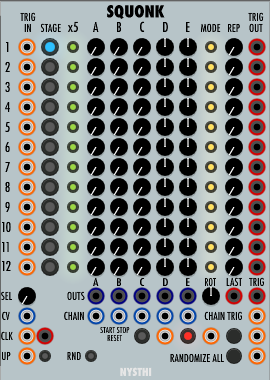 SQUONK
TRIG IN STAGE x5 A B C D E MODE REP TRIG OUT
1
2
3
4
5
6
7
8
9
10
11
12
A B C D E ROT LAST TRIG
SEL OUTS
CV CHAIN CHAIN TRIG
CLK START STOP RESET
UP RND RANDOMIZE ALL
NYSTHI